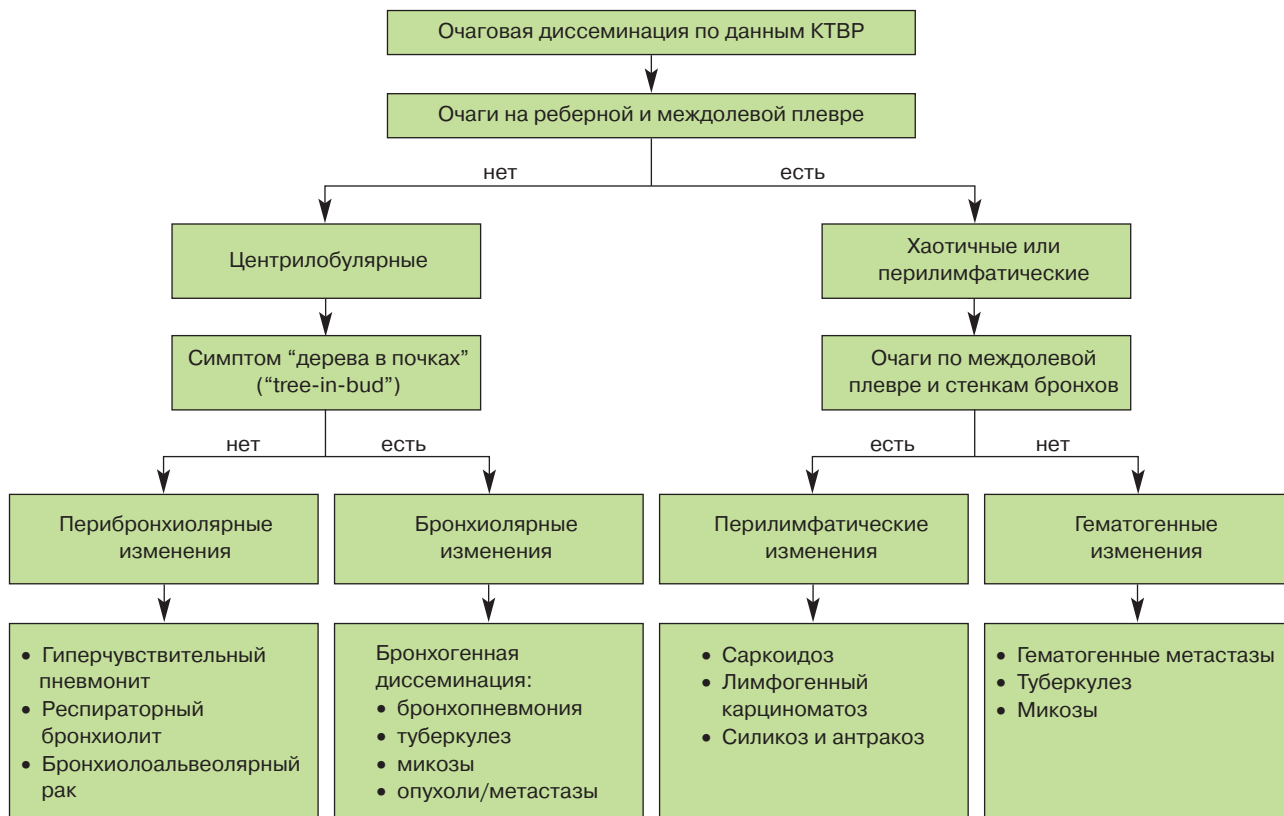 Очаговая диссеминация по данным КТВР
Очаги на реберной и междолевой плевре
нет
есть
Центрилобулярные
Хаотичные или
перилимфатические
Симптом “дерева в почках”
(“tree-in-bud”)
Очаги по междолевой
плевре и стенкам бронхов
нет
есть
есть
нет
Перибронхиолярные
изменения
Бронхиолярные
изменения
Перилимфатические
изменения
Гематогенные
изменения
• Гиперчувствительный
пневмонит
• Респираторный
бронхиолит
• Бронхиолоальвеолярный
рак
Бронхогенная
диссеминация:
• бронхопневмония
• туберкулез
• микозы
• опухоли/метастазы
• Саркоидоз
• Лимфогенный
карциноматоз
• Силикоз и антракоз
• Гематогенные метастазы
• Туберкулез
• Микозы